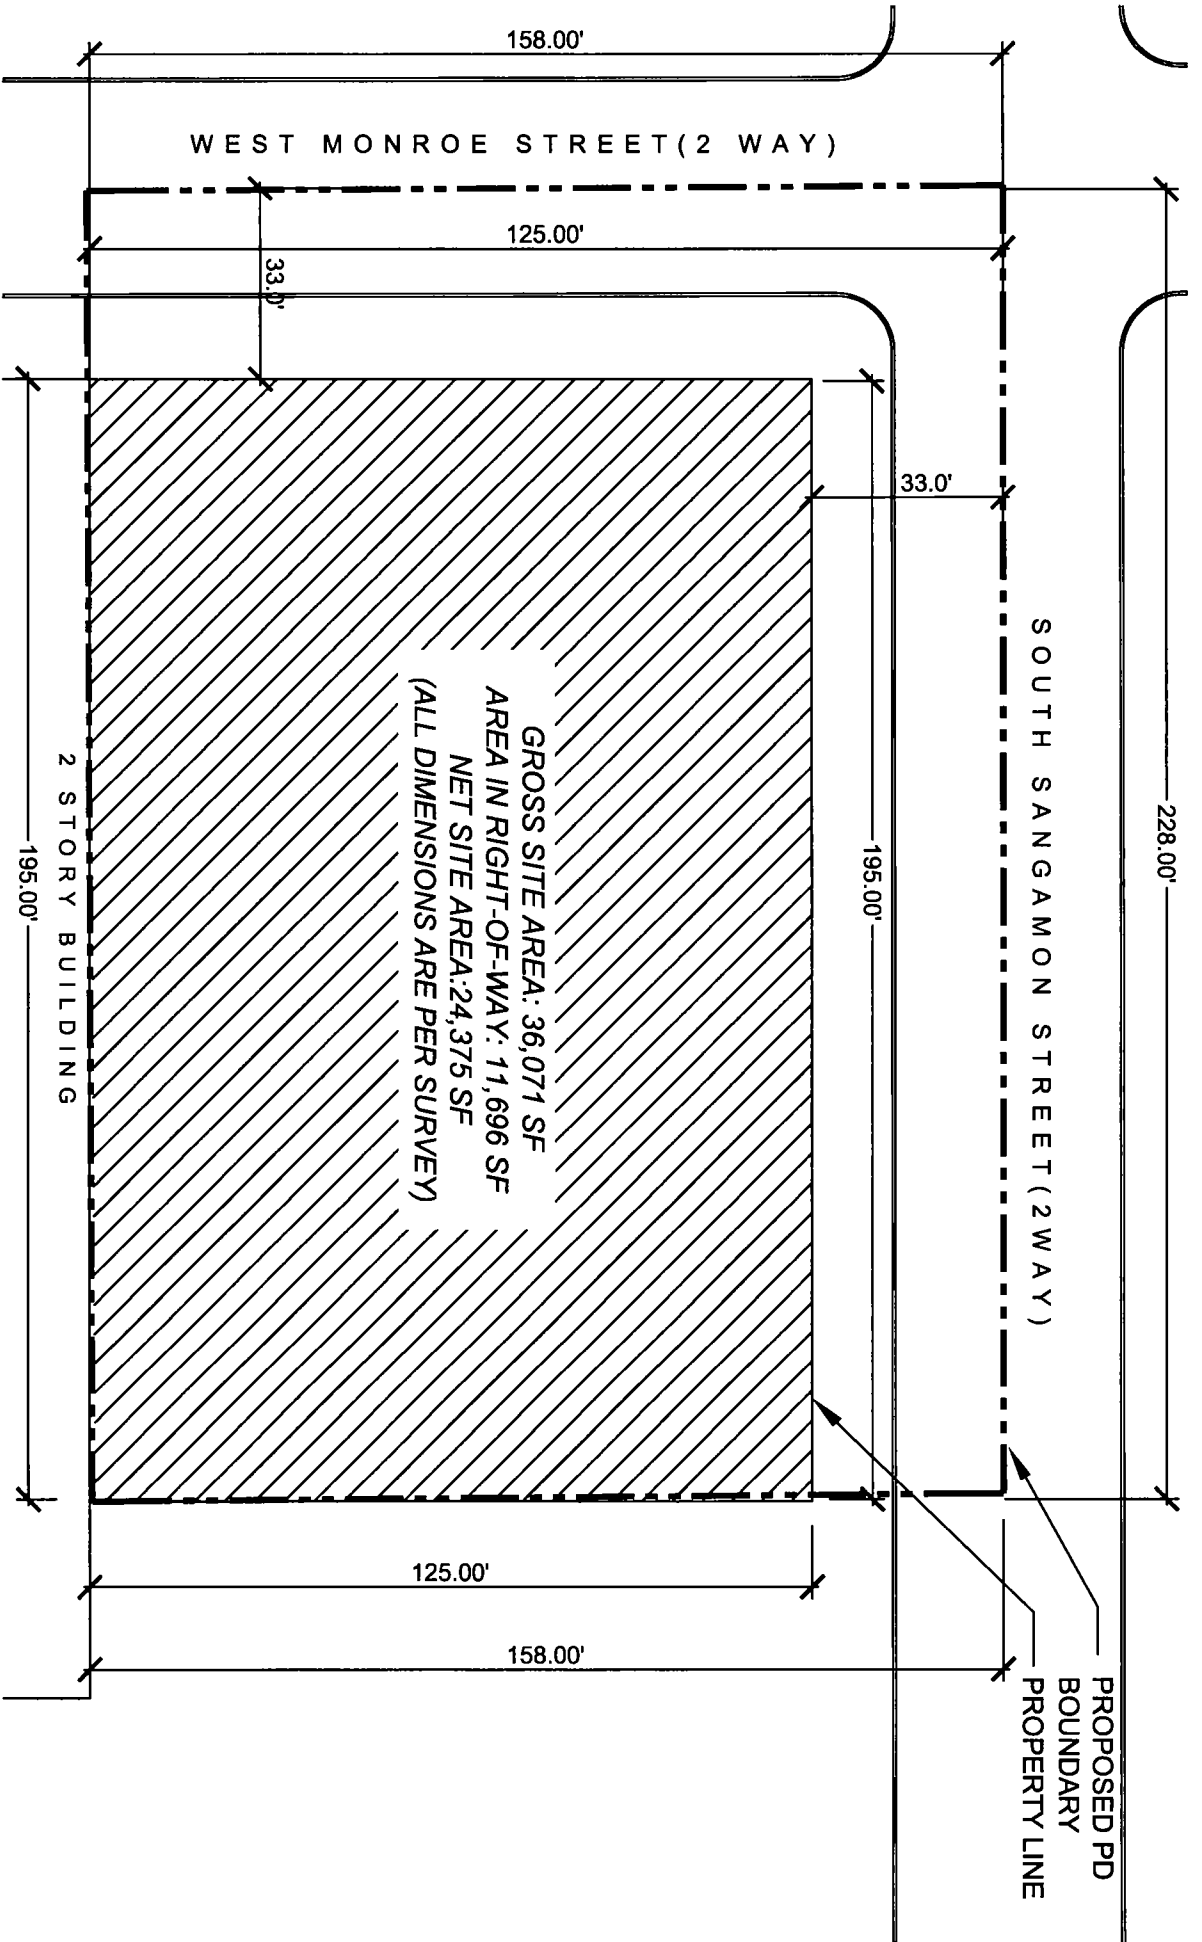 158.00'
WEST MONROE STREET(2 WAY)
125.00'
33.0'
33.0'
SOUTH SANGAMON STREET(2WAY)
228.00'
195.00'
GROSS SITE AREA: 36,071 SF
AREA IN RIGHT-OF-WAY: 11,696 SF
NET SITE AREA:24,375 SF
(ALL DIMENSIONS ARE PER SURVEY)
2 STORY BUILDING
195.00'
125.00'
158.00'
PROPOSED PD
BOUNDARY
PROPERTY LINE